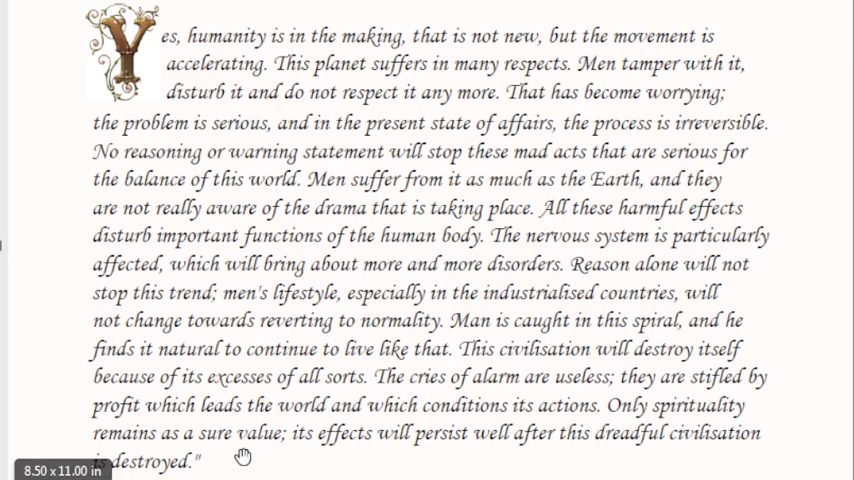 Yes, humanity is in the making, that is not new, but the movement is
accelerating. This planet suffers in many respects. Men tamper with it,
disturb it and do not respect it any more. That has become worrying;
the problem is serious, and in the present state of affairs, the process is irreversible.
No reasoning or warning statement will stop these mad acts that are serious for
the balance of this world. Men suffer from it as much as the Earth, and they
are not really aware of the drama that is taking place. All these harmful effects
disturb important functions of the human body. The nervous system is particularly
affected, which will bring about more and more disorders. Reason alone will not
stop this trend; men's lifestyle, especially in the industrialised countries, will
not change towards reverting to normality. Man is caught in this spiral, and he
finds it natural to continue to live like that. This civilisation will destroy itself
because of its excesses of all sorts. The cries of alarm are useless; they are stifled by
profit which leads the world and which conditions its actions. Only spirituality
remains as a sure value; its effects will persist well after this dreadful civilisation
is destroyed."
8.50 x 11.00 in